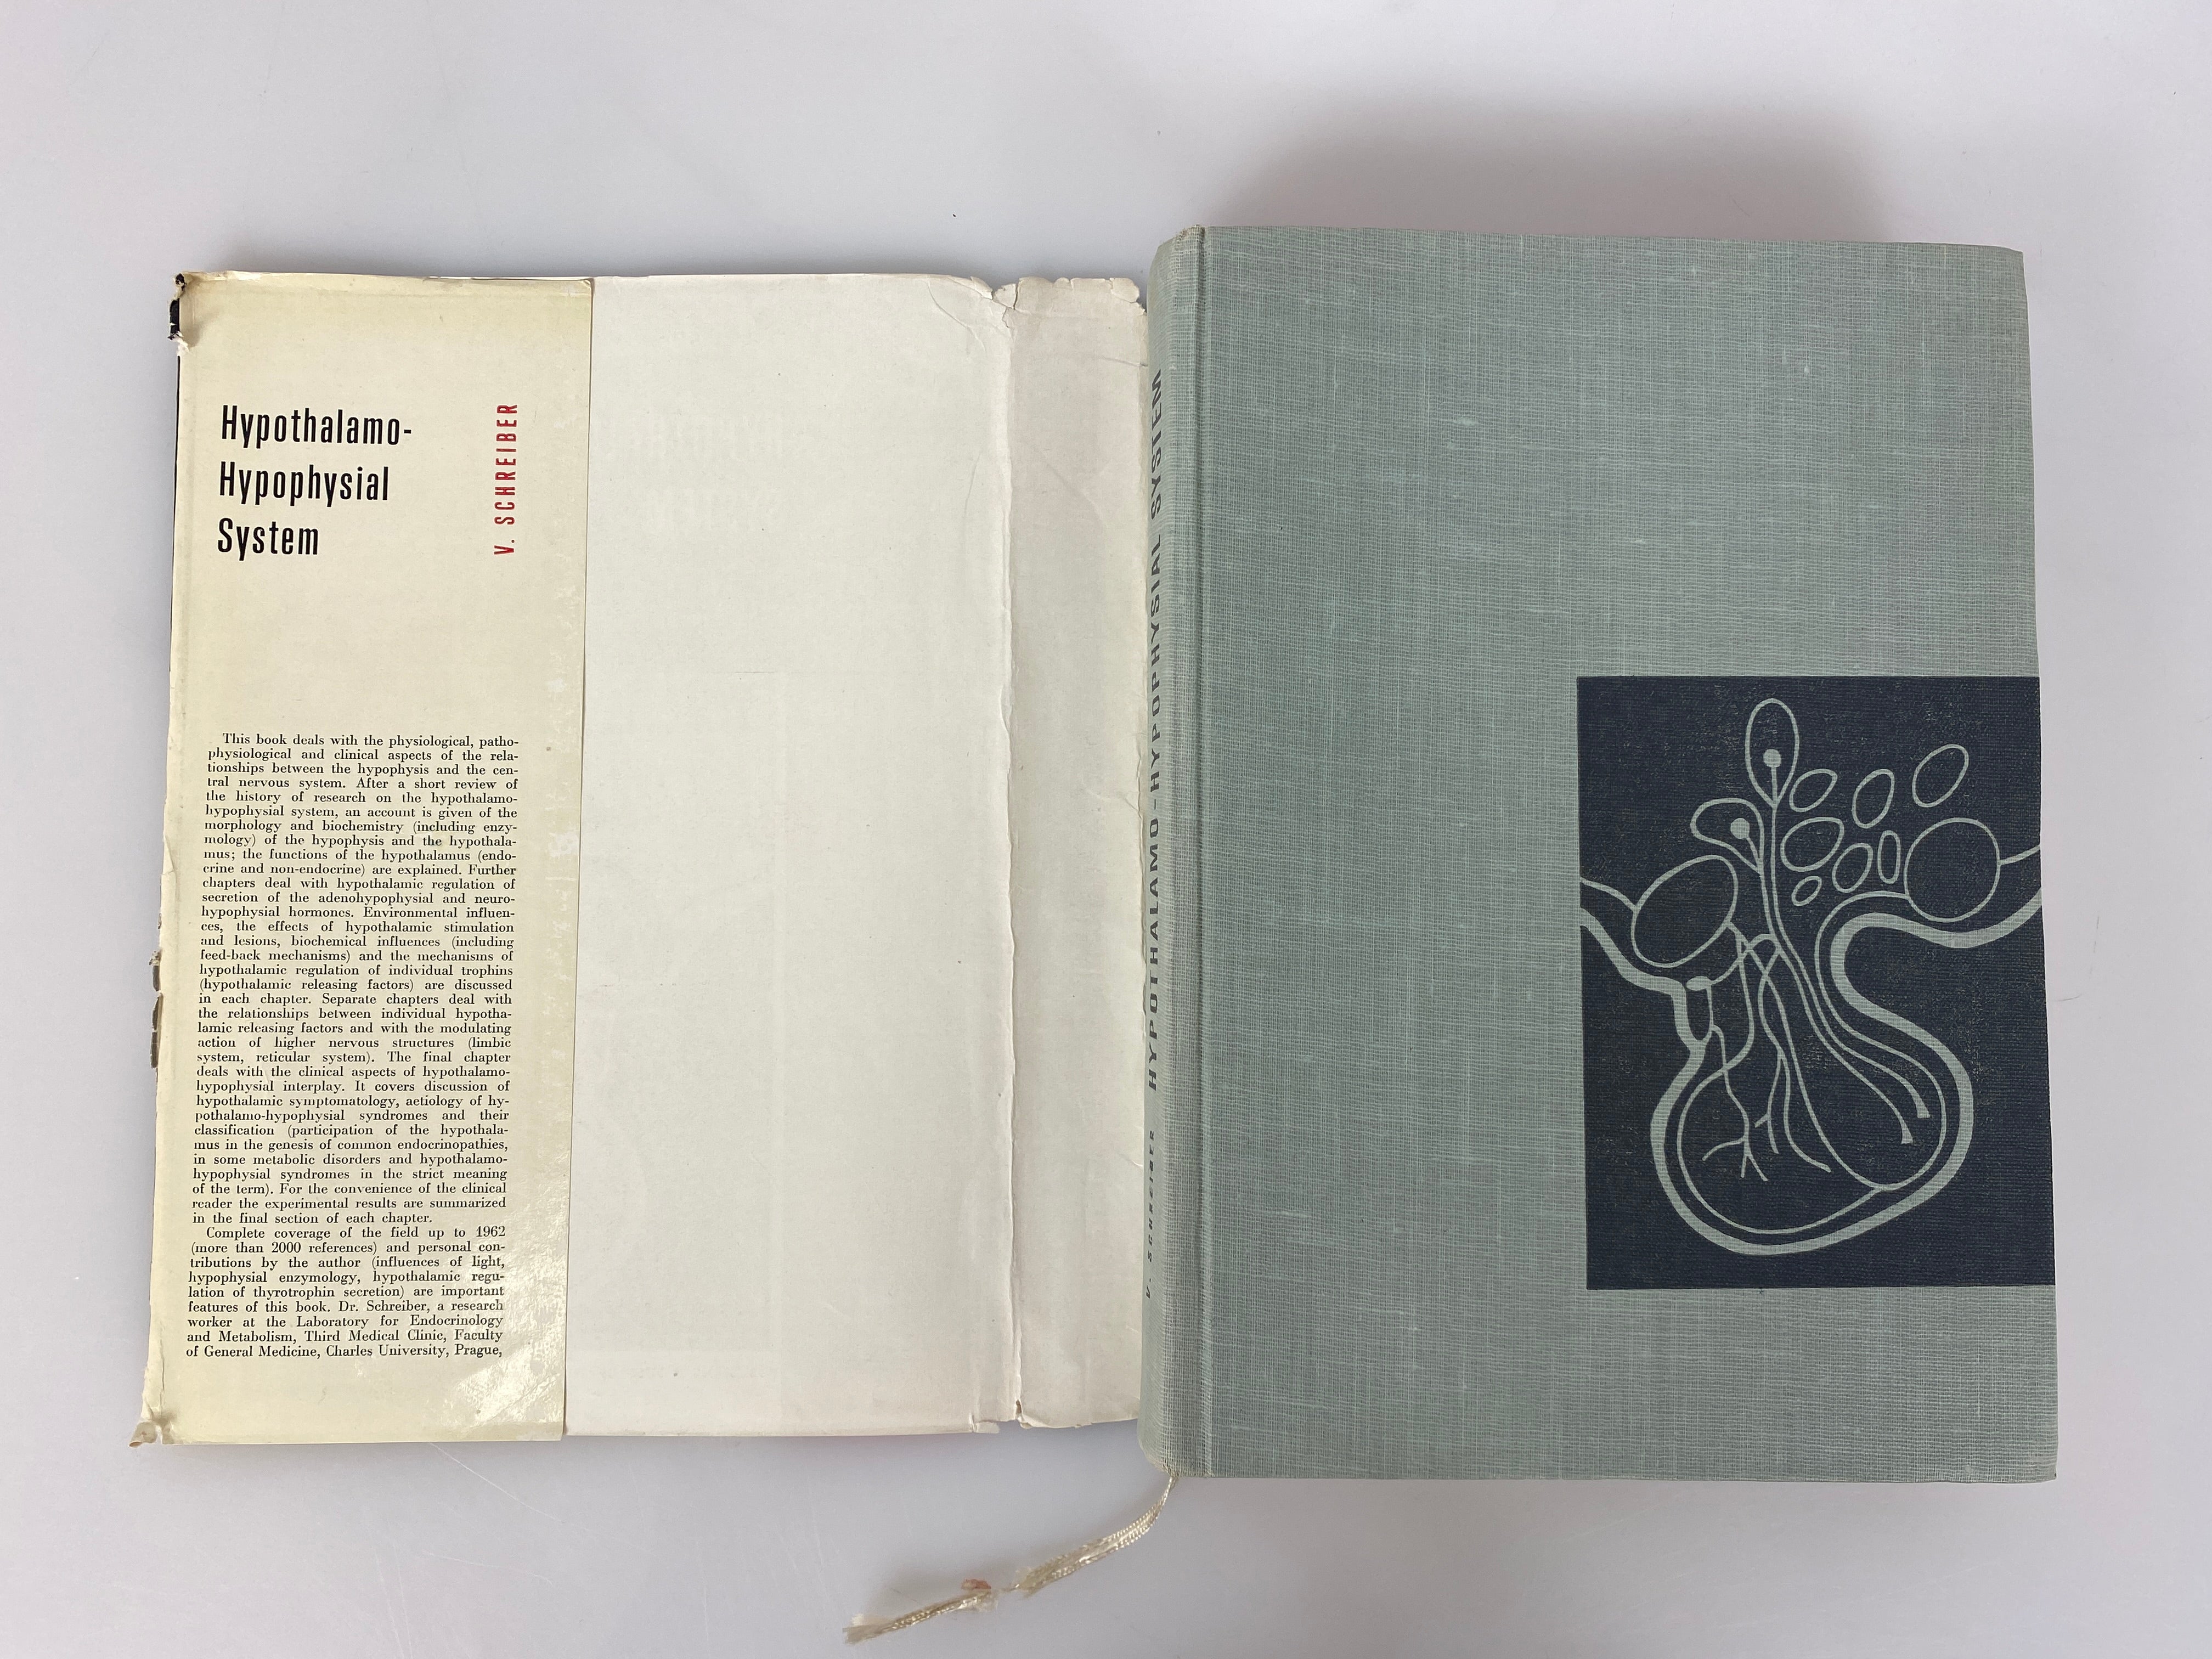 Hypothalamo-
Hypophysial
System
V. SCHREIBER
This book deals with the physiological, patho-
physiological and clinical aspects of the rela-
tionships between the hypophysis and the cen-
tral nervous system. After a short review of
the history of research on the hypothalamo-
hypophysial system, an account is given of the
morphology and biochemistry (including enzy-
mology) of the hypophysis and the hypothala-
mus; the functions of the hypothalamus (endo-
crine and non-endocrine) are explained. Further
chapters deal with hypothalamic regulation of
secretion of the adenohypophysial and neuro-
hypophysial hormones. Environmental influen-
ces, the effects of hypothalamic stimulation
and lesions, biochemical influences (including
feed-back mechanisms) and the mechanisms of
hypothalamic regulation of individual trophins
(hypothalamic releasing factors) are discussed
in each chapter. Separate chapters deal with
the relationships between individual hypotha-
lamic releasing factors and with the modulating
action of higher nervous structures (limbic
system, reticular system). The final chapter
deals with the clinical aspects of hypothalamo-
hypophysial interplay. It covers discussion of
hypothalamic symptomatology, aetiology of hy-
pothalamo-hypophysial syndromes and their
classification (participation of the hypothala-
mus in the genesis of common endocrinopathies,
in some metabolic disorders and hypothalamo-
hypophysial syndromes in the strict meaning
of the term). For the convenience of the clinical
reader the experimental results are summarized
in the final section of each chapter.
Complete coverage of the field up to 1962
(more than 2000 references) and personal con-
tributions by the author (influences of light,
hypophysial enzymology, hypothalamic regu-
lation of thyrotrophin secretion) are important
features of this book. Dr. Schreiber, a research
worker at the Laboratory for Endocrinology
and Metabolism, Third Medical Clinic, Faculty
of General Medicine, Charles University, Prague,
V. SCHREIBER HYPOTHALAMO-HYPOPHYSIAL SYSTEM